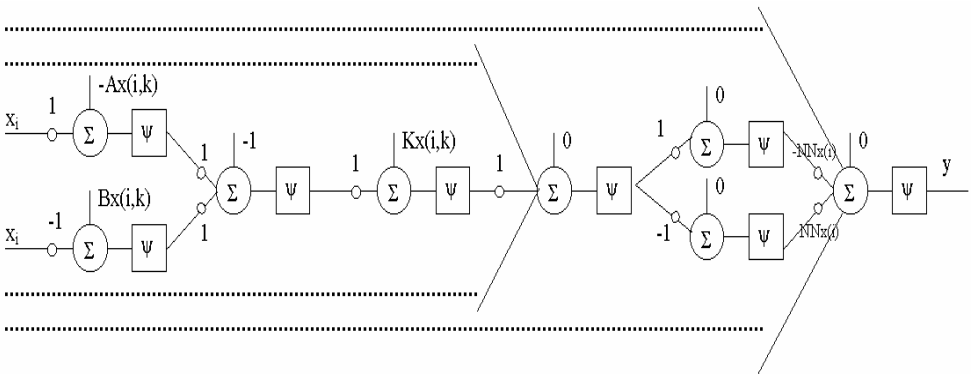 -Ax(i,k)
xi
1
Σ
Ψ
1
-1
Σ
Ψ
1
Kx(i,k)
Σ
Ψ
1
0
Σ
Ψ
1
0
Σ
Ψ
-NNx(i)
0
Σ
Ψ
y
Bx(i,k)
xi
-1
Σ
Ψ
1
-1
0
Σ
Ψ
NNx(i)